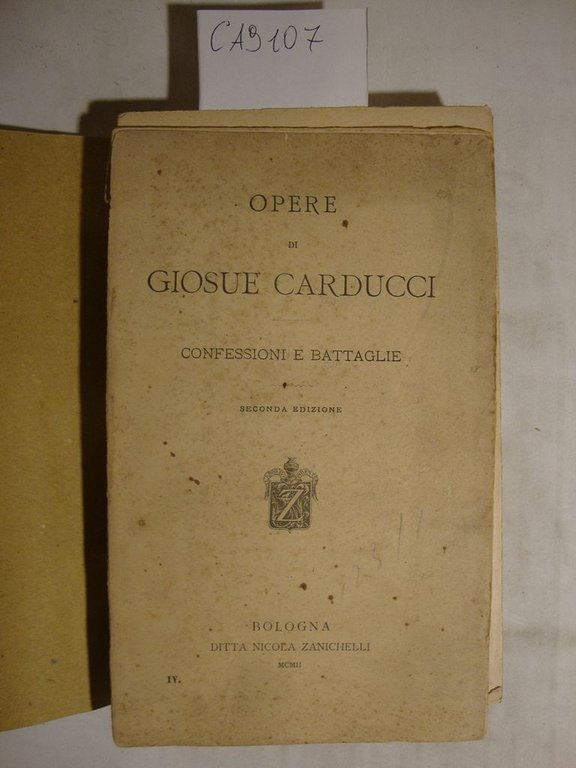 CA9107
OPERE
DI
GIOSUE CARDUCCI
CONFESSIONI E BATTAGLIE
SECONDA EDIZIONE
Z
BOLOGNA
DITTA NICOLA ZANICHELLI
MCMII
IV.